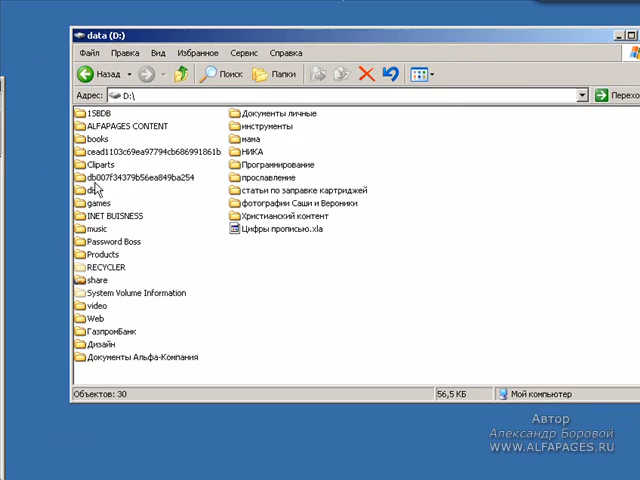 data (D:)
Файл Правка Вид Избранное Сервис Справка
Назад Поиск Папки
Адрес: D:\ Перехо
1SBDB
ALFAPAGES CONTENT
books
cead1103c69ea97794cb686991861b
Cliparts
db007f34379b56ea849ba254
games
INET BUISNESS
music
Password Boss
Products
RECYCLER
share
System Volume Information
video
Web
ГазпромБанк
Дизайн
Документы Альфа-Компания
Документы личные
инструменты
мама
НИКА
Програмнирование
прославление
статьи по заправке картриджей
фотографии Саши и Вероники
Христианский контент
Цифры прописью.xla
Объектов: 30 56,5 КБ Мой компьютер
Автор
Александр Боровой
WWW.ALFAPAGES.RU